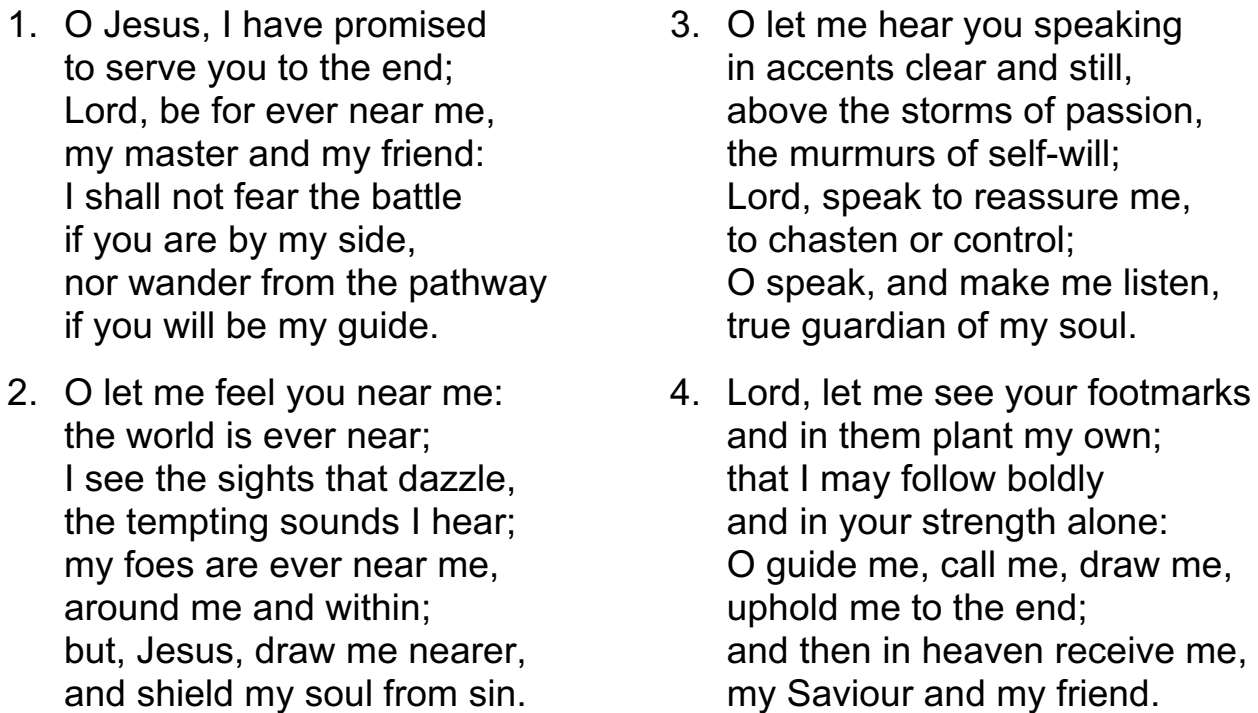 1. O Jesus, I have promised
to serve you to the end;
Lord, be for ever near me,
my master and my friend:
I shall not fear the battle
if you are by my side,
nor wander from the pathway
if you will be my guide.
2. O let me feel you near me:
the world is ever near;
I see the sights that dazzle,
the tempting sounds I hear;
my foes are ever near me,
around me and within;
but, Jesus, draw me nearer,
and shield my soul from sin.
3. O let me hear you speaking
in accents clear and still,
above the storms of passion,
the murmurs of self-will;
Lord, speak to reassure me,
to chasten or control;
O speak, and make me listen,
true guardian of my soul.
4. Lord, let me see your footmarks
and in them plant my own;
that I may follow boldly
and in your strength alone:
O guide me, call me, draw me,
uphold me to the end;
and then in heaven receive me,
my Saviour and my friend.